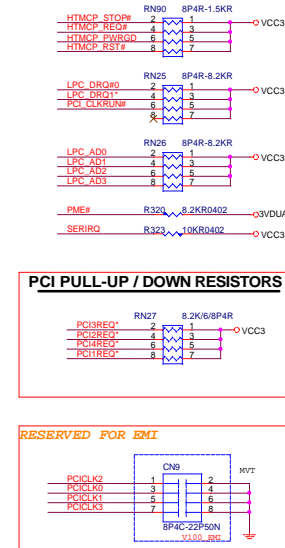 RN90 8P4R-1.5KR
HTMCP_STOP# 2 1 VCC3
HTMCP_REQ# 4 3
HTMCP_PWRGD 6 5
HTMCP_RST# 8 7
RN25 8P4R-8.2KR
LPC_DRQ#0 2 1 VCC3
LPC_DRQ1* 4 3
PCI_CLKRUN# 6 5
8 7
RN26 8P4R-8.2KR
LPC_AD0 2 1 VCC3
LPC_AD1 4 3
LPC_AD2 6 5
LPC_AD3 8 7
PME# R320 8.2KR0402 3VDUA
SERIRQ R323 10KR0402 VCC3
PCI PULL-UP / DOWN RESISTORS
RN27 8.2K/6/8P4R
PCI3REQ* 2 1 VCC3
PCI2REQ* 4 3
PCI4REQ* 6 5
PCI1REQ* 8 7
RESERVED FOR EMI
CN9 MVT
PCICLK2 1 2
PCICLK0 3 4
PCICLK1 5 6
PCICLK3 7 8
8P4C-22P50N
V100_EMI